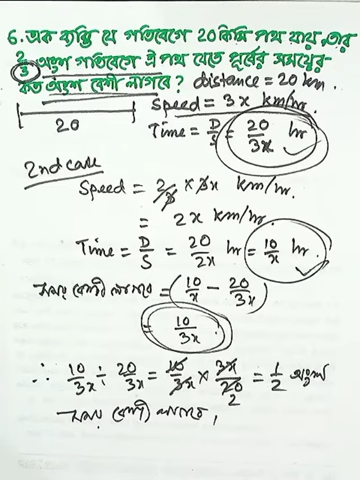 6. এক ব্যক্তি যে গতিবেগে 20 কিমি পথ যায়, তার
2/3 অংশ গতিবেগে ঐ পথ যেতে পূর্বের সময়ের
কত অংশ বেশী লাগবে? distance = 20 km.
Speed = 3x km/hr.
20
Time = D/S = 20/3x hr
2nd case
Speed = 2/3 × 3x km/hr.
= 2x km/hr.
Time = D/S = 20/2x hr = 10/x hr.
সময় বেশী লাগবে = (10/x - 20/3x)
= 10/3x
∴ 10/3x ÷ 20/3x = 10/3x × 3x/20 2 = 1/2 অংশ
সময় বেশী লাগবে,